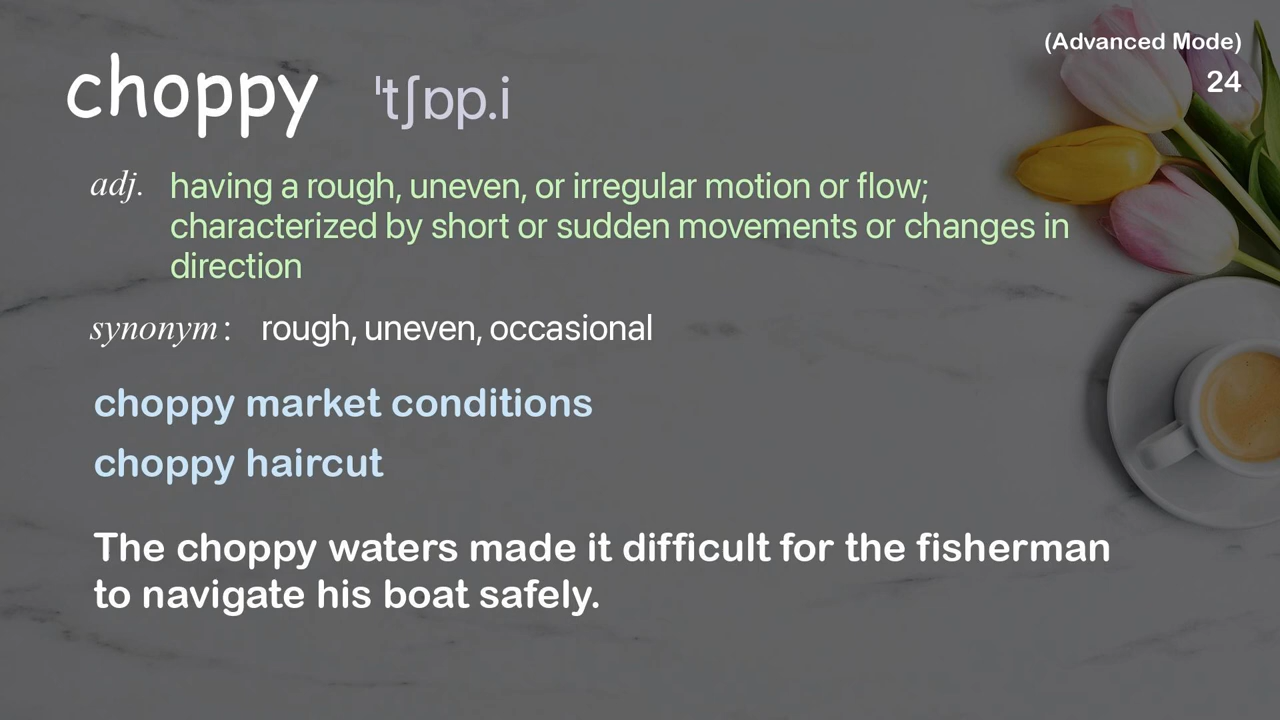 (Advanced Mode)
24
choppy ˈtʃɒp.i
adj. having a rough, uneven, or irregular motion or flow;
characterized by short or sudden movements or changes in
direction
synonym: rough, uneven, occasional
choppy market conditions
choppy haircut
The choppy waters made it difficult for the fisherman
to navigate his boat safely.